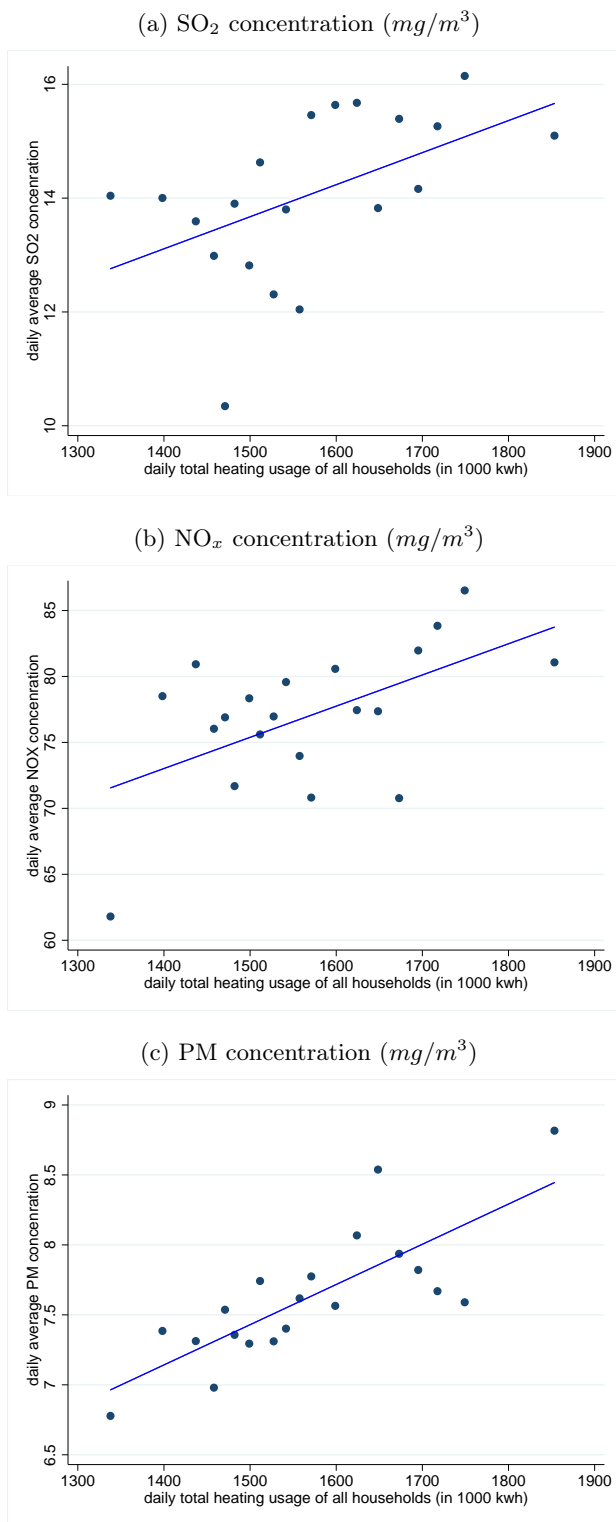 (a) SO₂ concentration (mg/m³)
16
14
12
10
daily average SO2 concenration
1300 1400 1500 1600 1700 1800 1900
daily total heating usage of all households (in 1000 kwh)
(b) NOₓ concentration (mg/m³)
85
80
75
70
65
60
daily average NOX concenration
1300 1400 1500 1600 1700 1800 1900
daily total heating usage of all households (in 1000 kwh)
(c) PM concentration (mg/m³)
9
8.5
8
7.5
7
6.5
daily average PM concenration
1300 1400 1500 1600 1700 1800 1900
daily total heating usage of all households (in 1000 kwh)